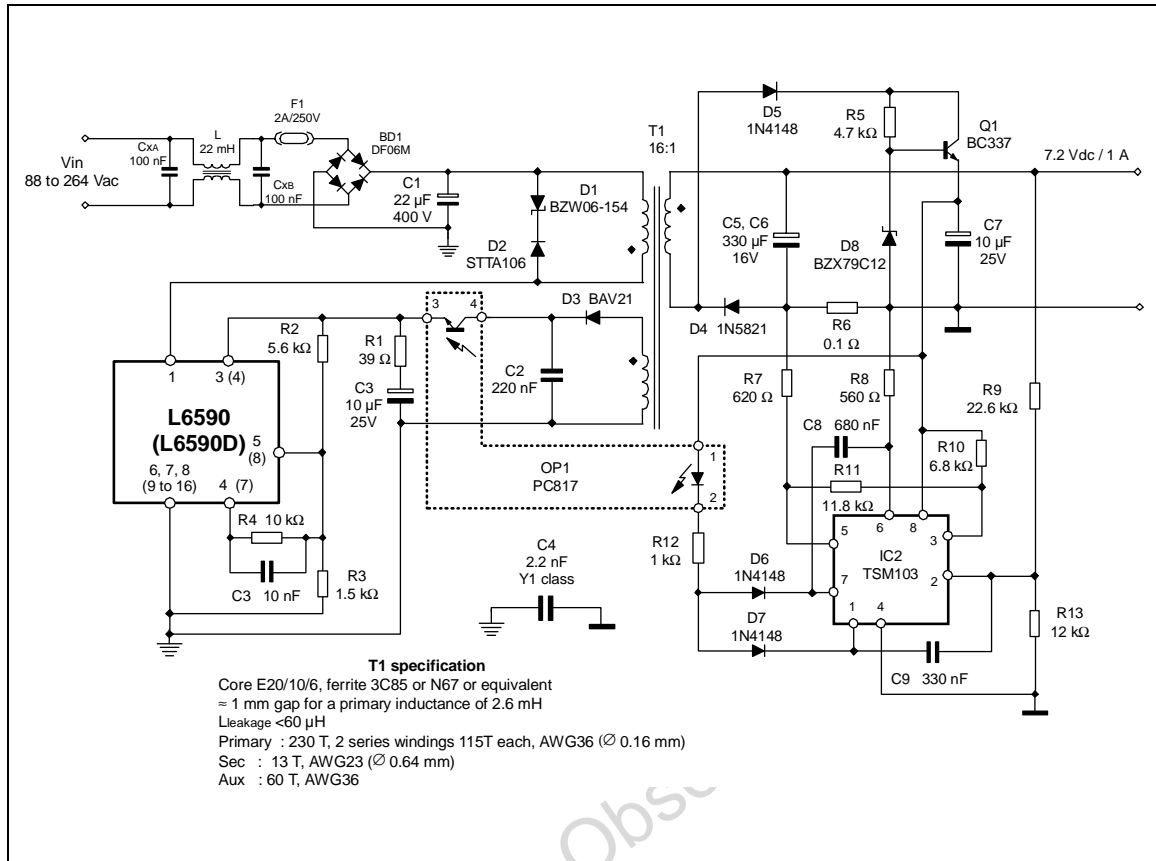 F1
2A/250V
L
22 mH
CxA
100 nF
CxB
100 nF
Vin
88 to 264 Vac
BD1
DF06M
C1
22 µF
400 V
D1
BZW06-154
D2
STTA106
T1
16:1
D5
1N4148
R5
4.7 kΩ
Q1
BC337
7.2 Vdc / 1 A
C5, C6
330 µF
16V
D8
BZX79C12
C7
10 µF
25V
D4 1N5821
R6
0.1 Ω
D3 BAV21
3
4
R2
5.6 kΩ
R1
39 Ω
C3
10 µF
25V
C2
220 nF
1
3 (4)
L6590
(L6590D)
5
(8)
6, 7, 8
(9 to 16)
4 (7)
R4 10 kΩ
C3 10 nF
R3
1.5 kΩ
OP1
PC817
1
2
R7
620 Ω
R8
560 Ω
R9
22.6 kΩ
C8 680 nF
R10
6.8 kΩ
R11
11.8 kΩ
R12
1 kΩ
D6
1N4148
D7
1N4148
5
6
8
3
7
IC2
TSM103
2
1
4
R13
12 kΩ
C9 330 nF
C4
2.2 nF
Y1 class
T1 specification
Core E20/10/6, ferrite 3C85 or N67 or equivalent
≈ 1 mm gap for a primary inductance of 2.6 mH
Lleakage <60 µH
Primary : 230 T, 2 series windings 115T each, AWG36 (∅ 0.16 mm)
Sec : 13 T, AWG23 (∅ 0.64 mm)
Aux : 60 T, AWG36